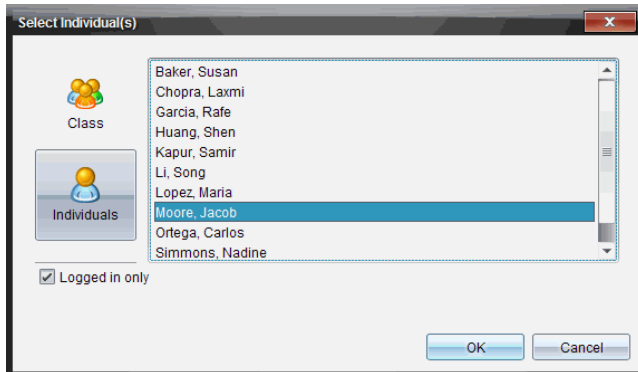 Select Individual(s)
Class
Individuals
Logged in only
Baker, Susan
Chopra, Laxmi
Garcia, Rafe
Huang, Shen
Kapur, Samir
Li, Song
Lopez, Maria
Moore, Jacob
Ortega, Carlos
Simmons, Nadine
OK
Cancel